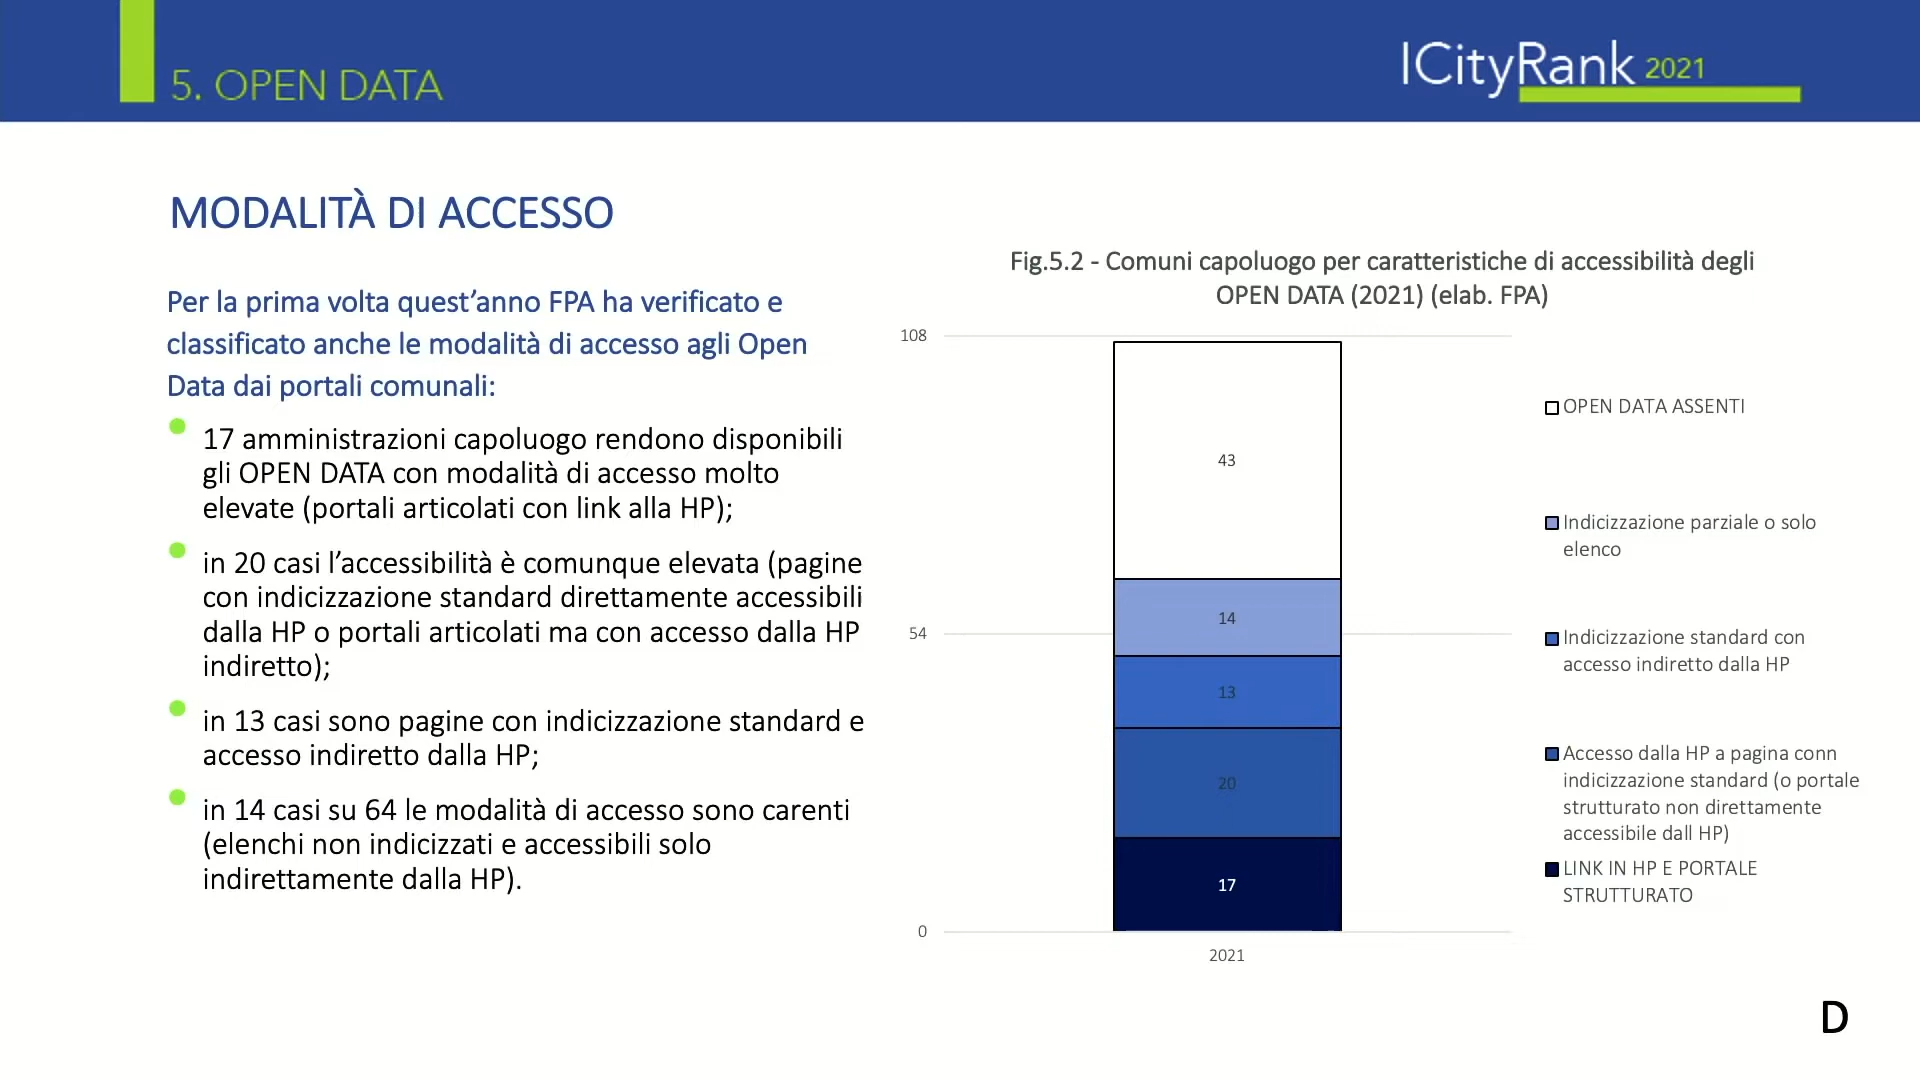 5. OPEN DATA
ICityRank 2021
MODALITÀ DI ACCESSO
Per la prima volta quest’anno FPA ha verificato e
classificato anche le modalità di accesso agli Open
Data dai portali comunali:
17 amministrazioni capoluogo rendono disponibili
gli OPEN DATA con modalità di accesso molto
elevate (portali articolati con link alla HP);
in 20 casi l’accessibilità è comunque elevata (pagine
con indicizzazione standard direttamente accessibili
dalla HP o portali articolati ma con accesso dalla HP
indiretto);
in 13 casi sono pagine con indicizzazione standard e
accesso indiretto dalla HP;
in 14 casi su 64 le modalità di accesso sono carenti
(elenchi non indicizzati e accessibili solo
indirettamente dalla HP).
Fig.5.2 - Comuni capoluogo per caratteristiche di accessibilità degli
OPEN DATA (2021) (elab. FPA)
108
54
0
43
14
13
20
17
2021
OPEN DATA ASSENTI
Indicizzazione parziale o solo
elenco
Indicizzazione standard con
accesso indiretto dalla HP
Accesso dalla HP a pagina conn
indicizzazione standard (o portale
strutturato non direttamente
accessibile dall HP)
LINK IN HP E PORTALE
STRUTTURATO
D